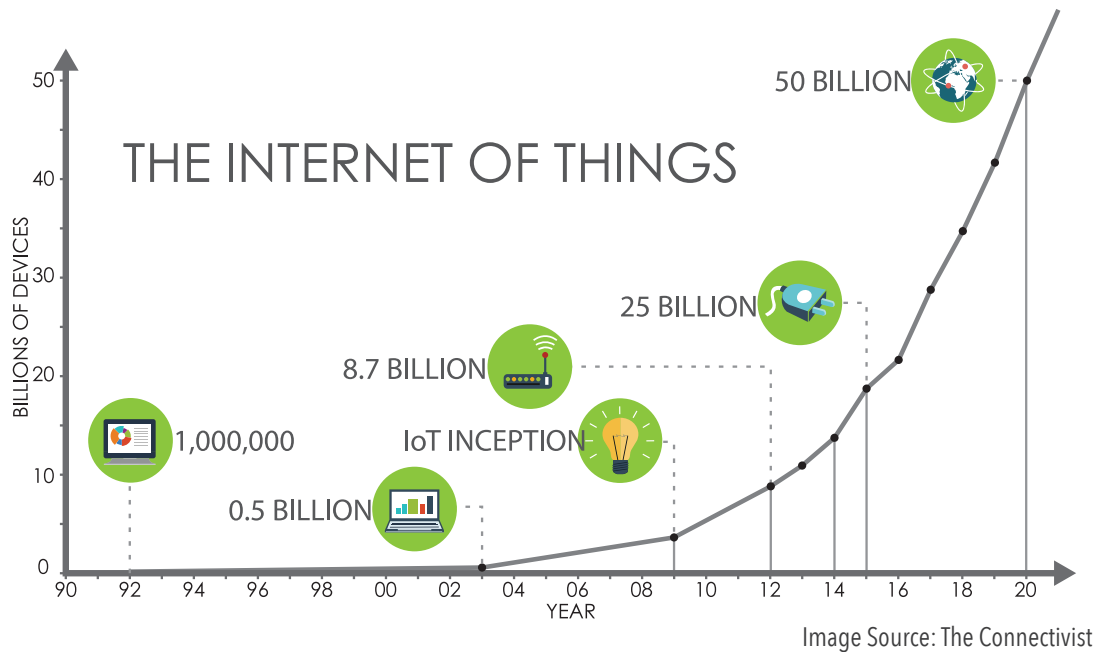 THE INTERNET OF THINGS
50 BILLION
25 BILLION
8.7 BILLION
IoT INCEPTION
1,000,000
0.5 BILLION
BILLIONS OF DEVICES
50
40
30
20
10
0
90 92 94 96 98 00 02 04 06 08 10 12 14 16 18 20
YEAR
Image Source: The Connectivist